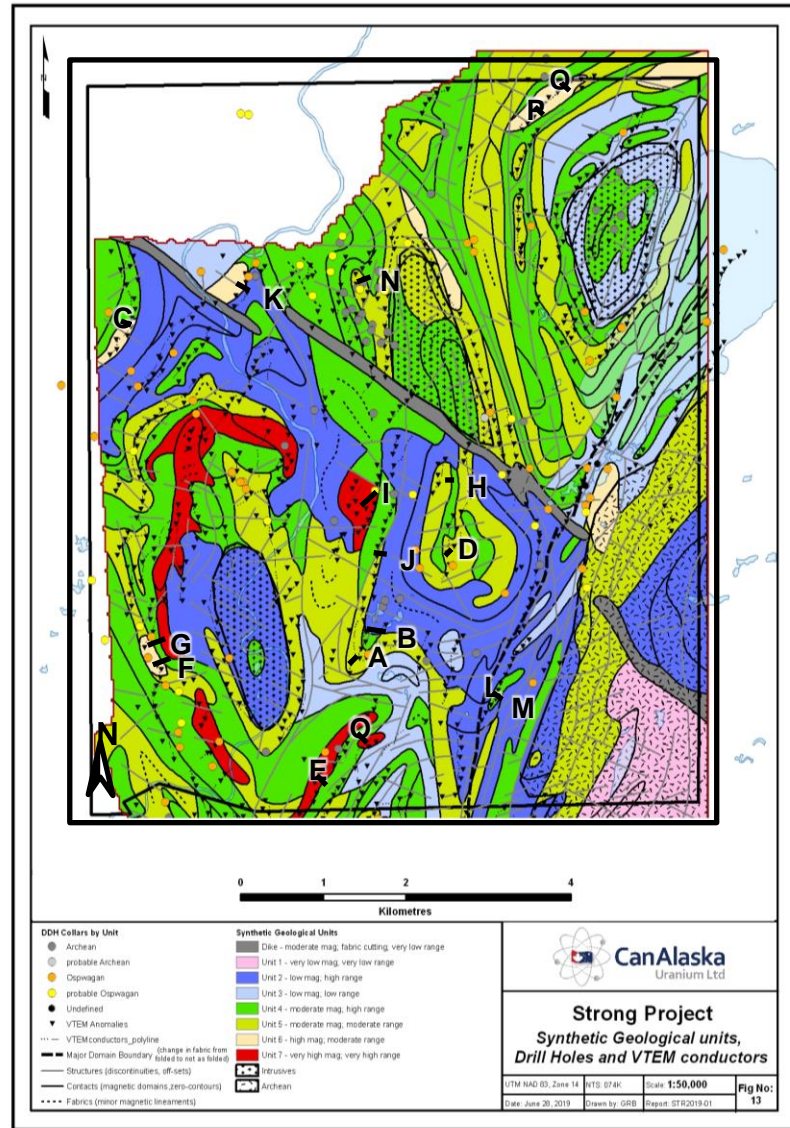 Q
P
N
K
C
I
H
J
D
G
F
B
A
L
M
Q
E
N
0 1 2 4
Kilometres
DDH Collars by Unit
Archean
probable Archean
Ospwagan
probable Ospwagan
Undefined
VTEM Anomalies
VTEMconductors_polyline
Major Domain Boundary (change in fabric from folded to not as folded)
Structures (discontinuities, off-sets)
Contacts (magnetic domains,zero-contours)
Fabrics (minor magnetic lineaments)
Synthetic Geological Units
Dike - moderate mag; fabric cutting; very low range
Unit 1 - very low mag; very low range
Unit 2 - low mag; high range
Unit 3 - low mag, low range
Unit 4 - moderate mag, high range
Unit 5 - moderate mag, moderate range
Unit 6 - high mag; moderate range
Unit 7 - very high mag; very high range
Intrusives
Archean
CanAlaska
Uranium Ltd
Strong Project
Synthetic Geological units,
Drill Holes and VTEM conductors
UTM NAD 83, Zone 14 NTS: 074K Scale: 1:50,000 Fig No:
13
Date: June 28, 2019 Drawn by: GRB Report: STR2019-01